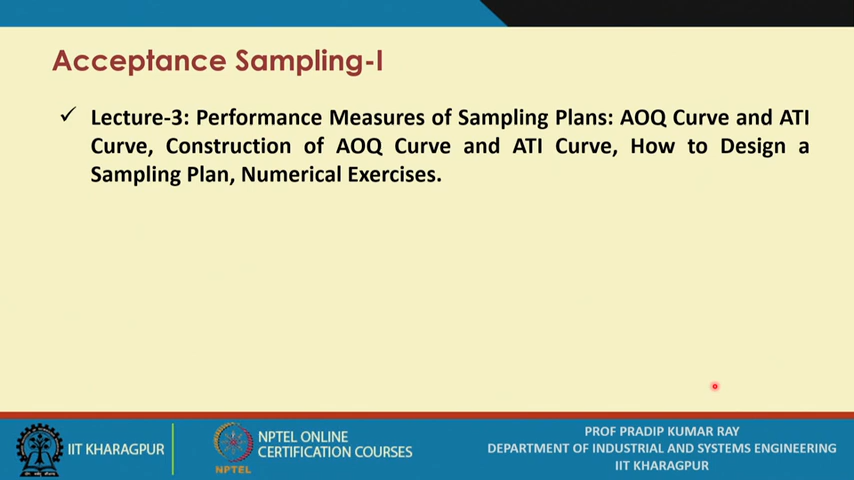 Acceptance Sampling-I
✓ Lecture-3: Performance Measures of Sampling Plans: AOQ Curve and ATI
Curve, Construction of AOQ Curve and ATI Curve, How to Design a
Sampling Plan, Numerical Exercises.
IIT KHARAGPUR
NPTEL
NPTEL ONLINE
CERTIFICATION COURSES
PROF PRADIP KUMAR RAY
DEPARTMENT OF INDUSTRIAL AND SYSTEMS ENGINEERING
IIT KHARAGPUR